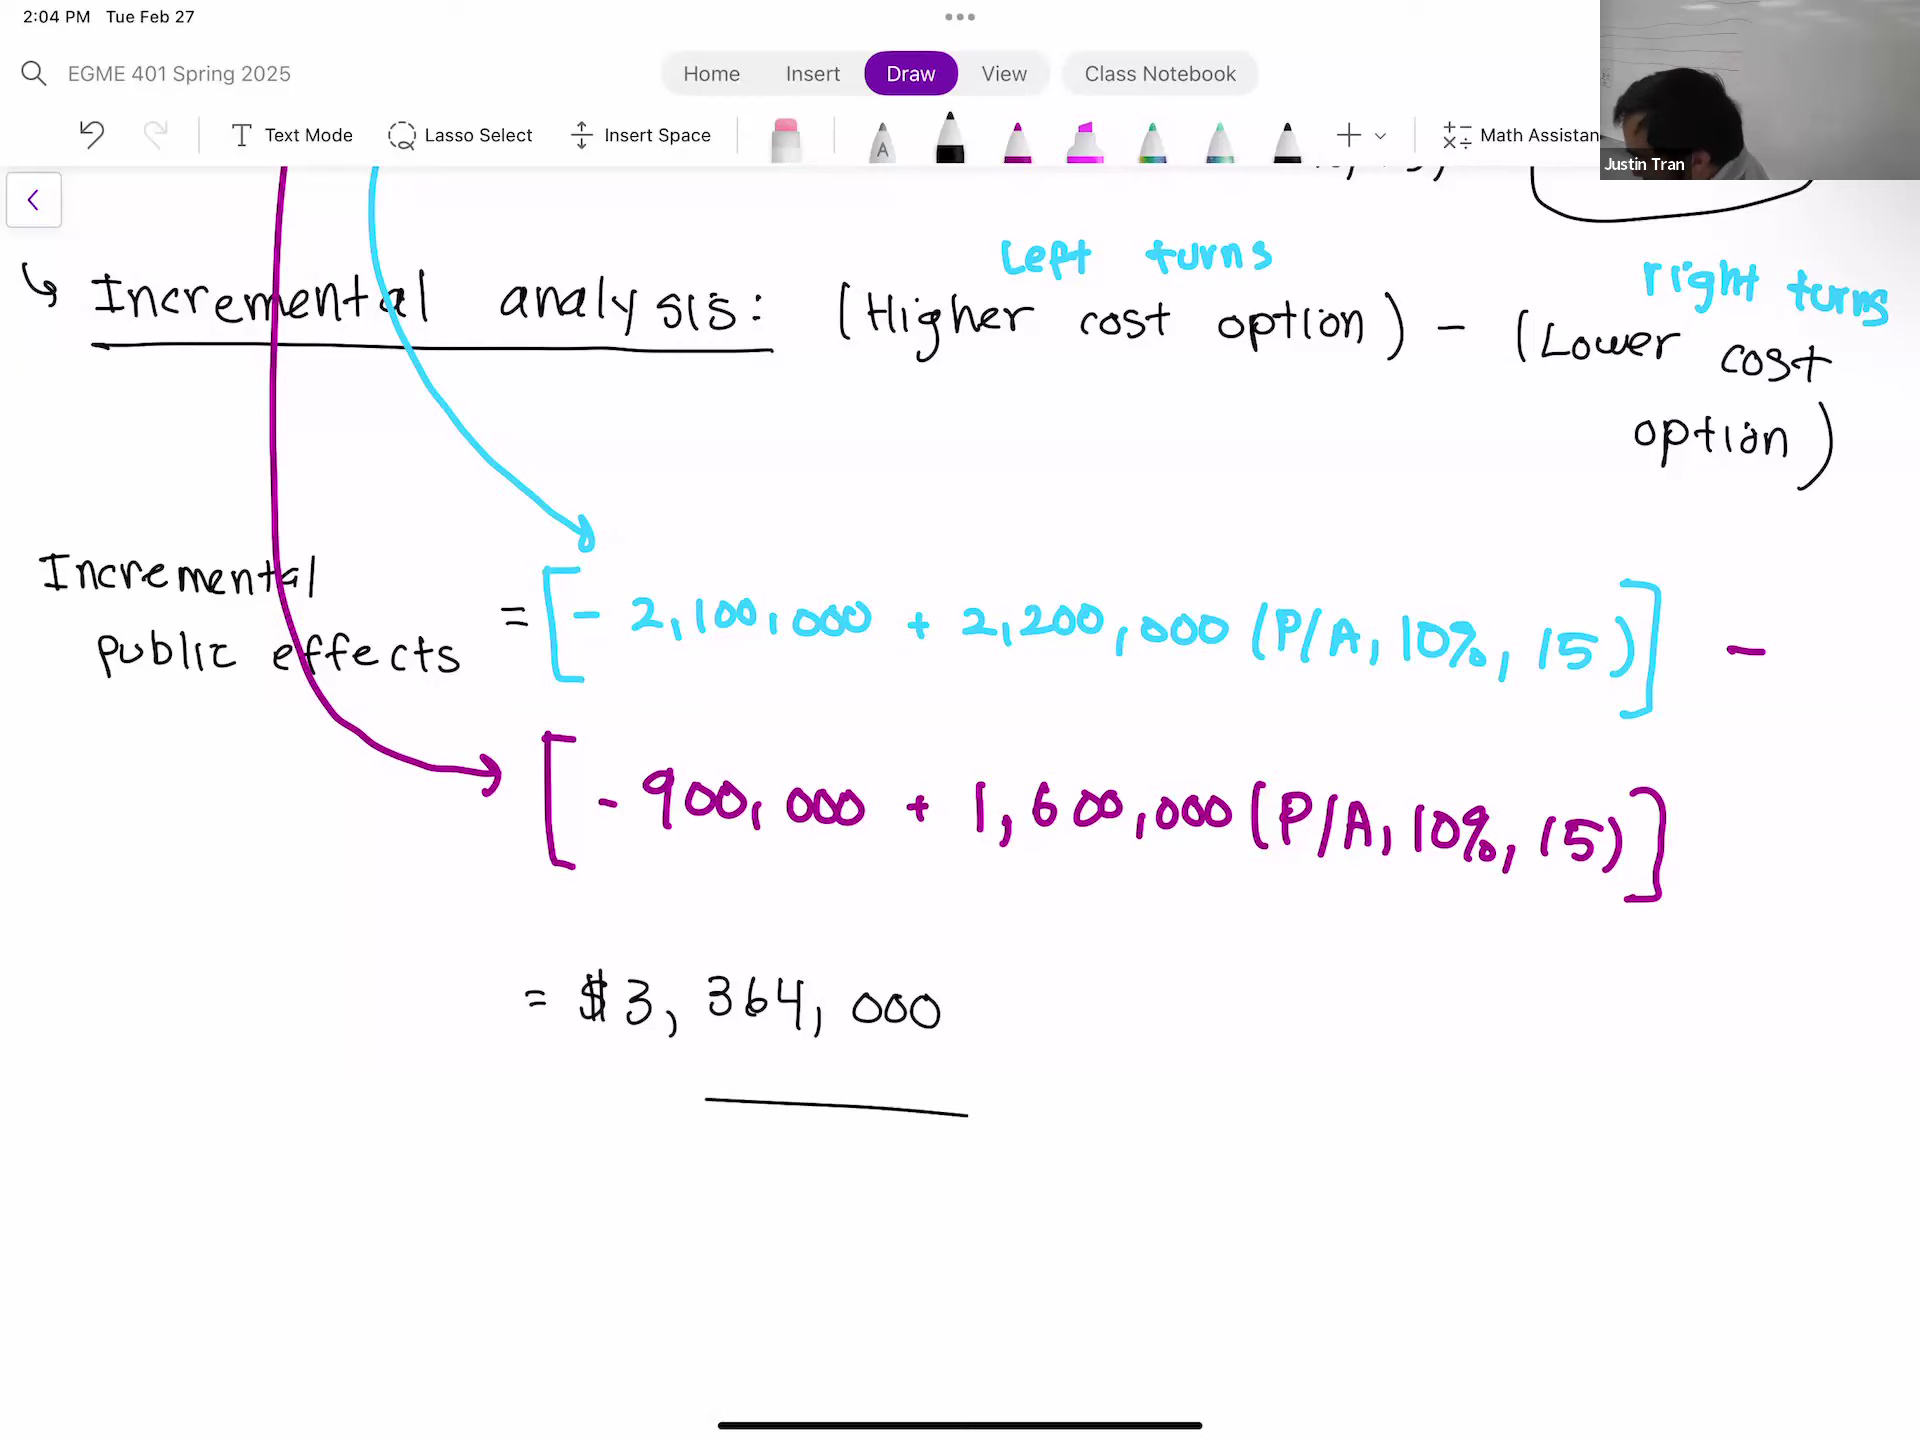 2:04 PM Tue Feb 27
EGME 401 Spring 2025
Home Insert Draw View Class Notebook
Text Mode Lasso Select Insert Space Math Assistan
Justin Tran
left turns
right turns
Incremental analysis: (Higher cost option) - (Lower cost option)
Incremental public effects
= [- 2,100,000 + 2,200,000 (P/A, 10%, 15)] -
[- 900,000 + 1,600,000 (P/A, 10%, 15)]
= $3,364,000